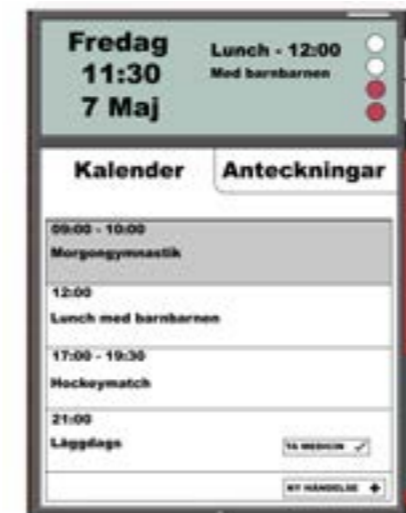 Fredag
11:30
7 Maj
Lunch - 12:00
Med barnbarnen
Kalender
Anteckningar
09:00 - 10:00
Morgongymnastik
12:00
Lunch med barnbarnen
17:00 - 19:30
Hockeymatch
21:00
Läggdags
TA MEDICIN ✓
NY HÄNDELSE +